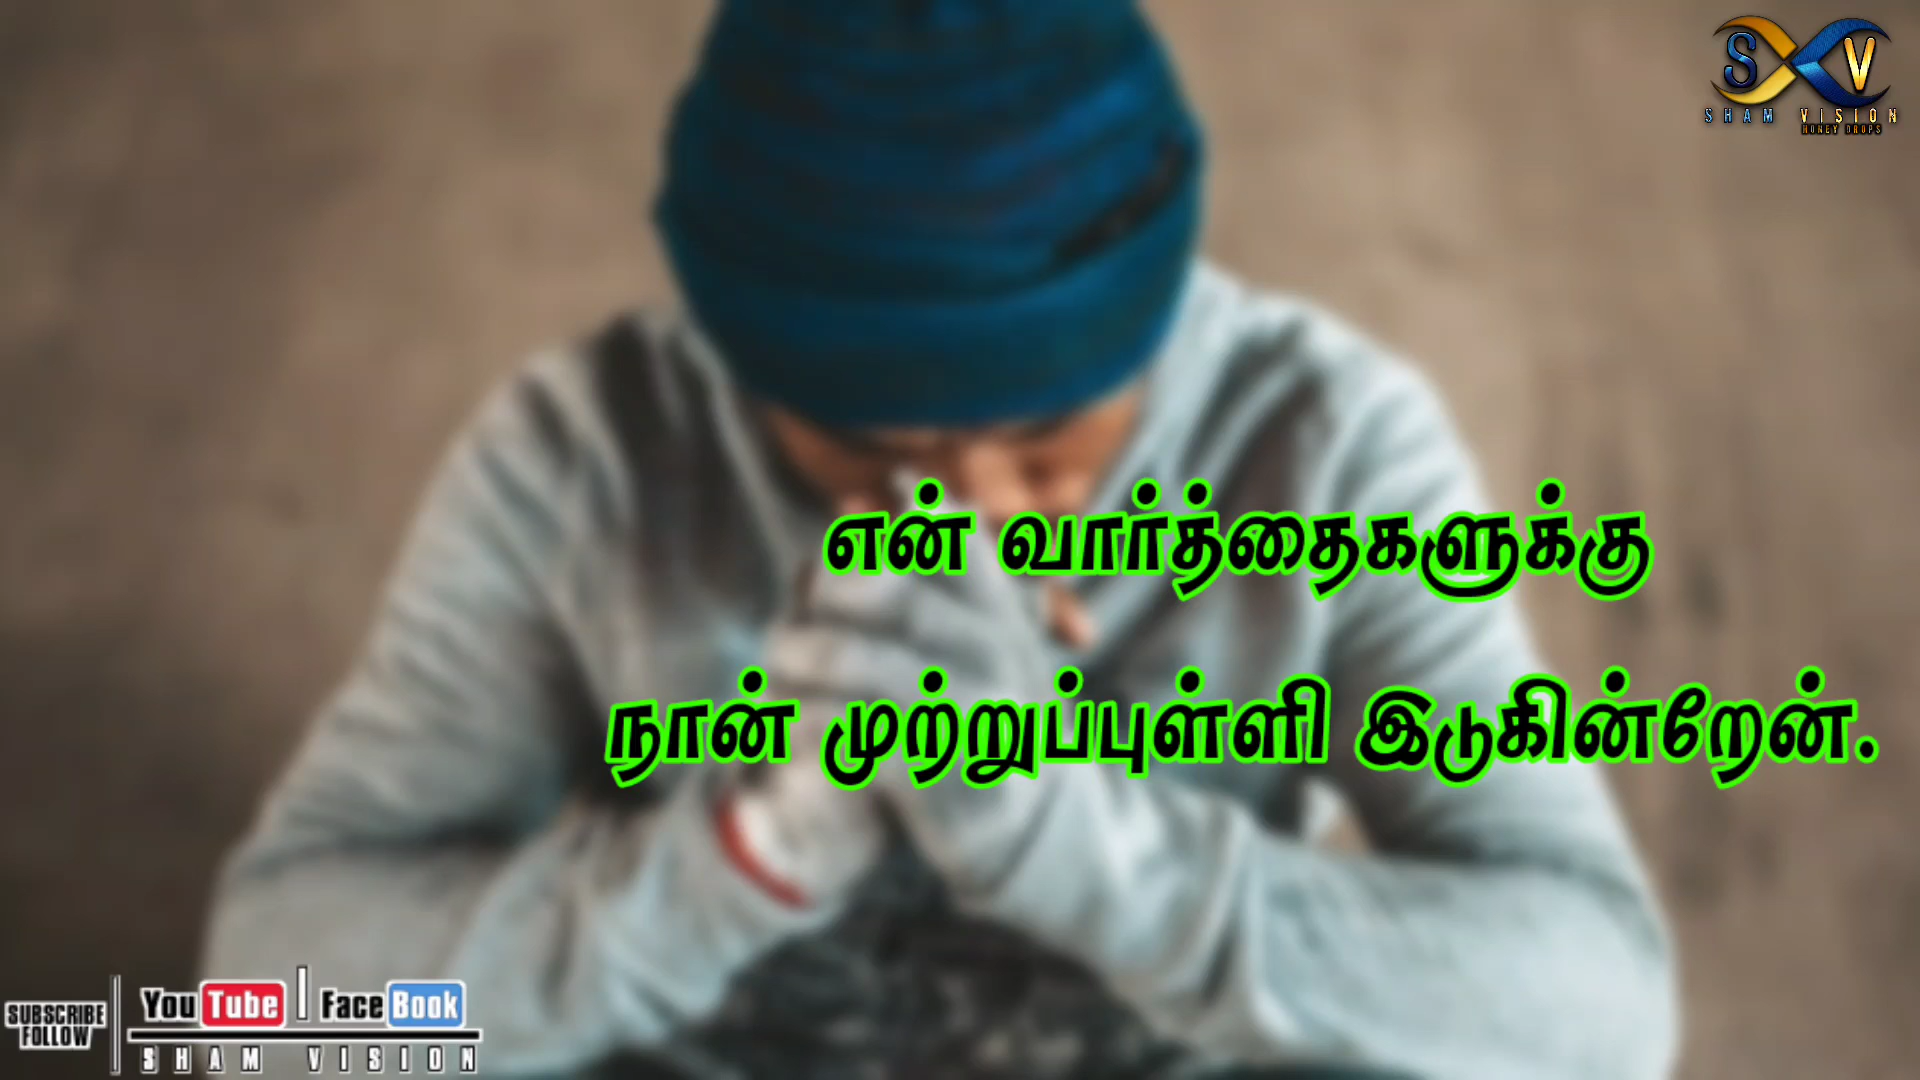 S V
SHAM VISION
HONEY DROPS
என் வார்த்தைகளுக்கு
நான் முற்றுப்புள்ளி இடுகின்றேன்.
SUBSCRIBE
FOLLOW
YouTube | FaceBook
SHAM VISION